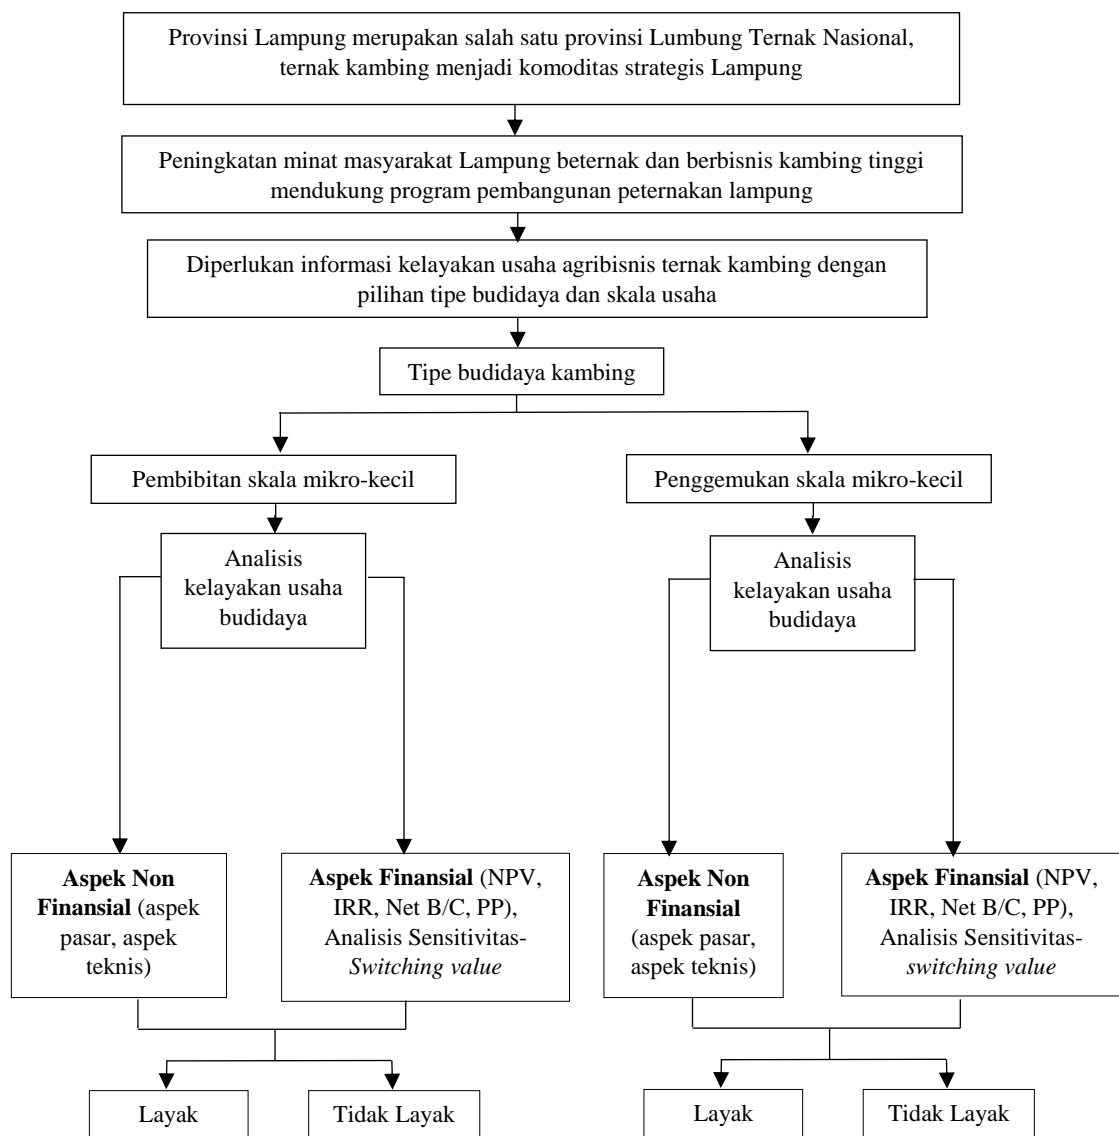 Provinsi Lampung merupakan salah satu provinsi Lumbung Ternak Nasional,
ternak kambing menjadi komoditas strategis Lampung
Peningkatan minat masyarakat Lampung beternak dan berbisnis kambing tinggi
mendukung program pembangunan peternakan lampung
Diperlukan informasi kelayakan usaha agribisnis ternak kambing dengan
pilihan tipe budidaya dan skala usaha
Tipe budidaya kambing
Pembibitan skala mikro-kecil
Penggemukan skala mikro-kecil
Analisis
kelayakan usaha
budidaya
Analisis
kelayakan usaha
budidaya
Aspek Non
Finansial (aspek
pasar, aspek
teknis)
Aspek Finansial (NPV,
IRR, Net B/C, PP),
Analisis Sensitivitas-
Switching value
Aspek Non
Finansial
(aspek pasar,
aspek teknis)
Aspek Finansial (NPV,
IRR, Net B/C, PP),
Analisis Sensitivitas-
switching value
Layak
Tidak Layak
Layak
Tidak Layak